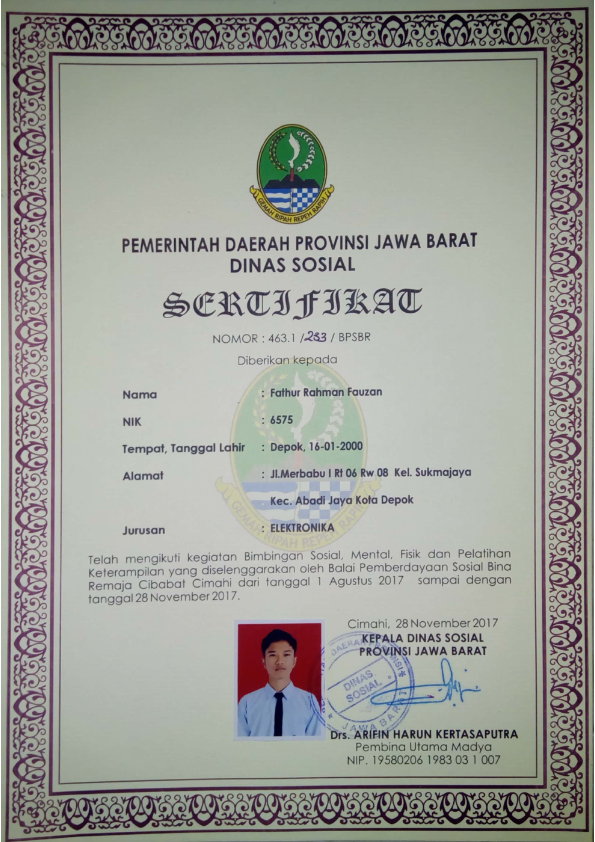 GEMAH RIPAH REPEH RAPIH
PEMERINTAH DAERAH PROVINSI JAWA BARAT
DINAS SOSIAL
SERTIFIKAT
NOMOR : 463.1 /253 / BPSBR
Diberikan kepada
Nama : Fathur Rahman Fauzan
NIK : 6575
Tempat, Tanggal Lahir : Depok, 16-01-2000
Alamat : Jl.Merbabu I Rt 06 Rw 08 Kel. Sukmajaya
Kec. Abadi Jaya Kota Depok
Jurusan : ELEKTRONIKA
GEMAH RIPAH REPEH RAPIH
Telah mengikuti kegiatan Bimbingan Sosial, Mental, Fisik dan Pelatihan
Keterampilan yang diselenggarakan oleh Balai Pemberdayaan Sosial Bina
Remaja Cibabat Cimahi dari tanggal 1 Agustus 2017 sampai dengan
tanggal 28 November 2017.
Cimahi, 28 November 2017
KEPALA DINAS SOSIAL
PROVINSI JAWA BARAT
DINAS
SOSIAL
JAWA BARAT
Drs. ARIFIN HARUN KERTASAPUTRA
Pembina Utama Madya
NIP. 19580206 1983 03 1 007